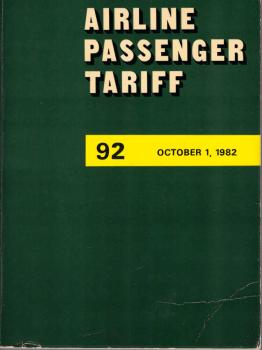 AIRLINE
PASSENGER
TARIFF
92 OCTOBER 1, 1982